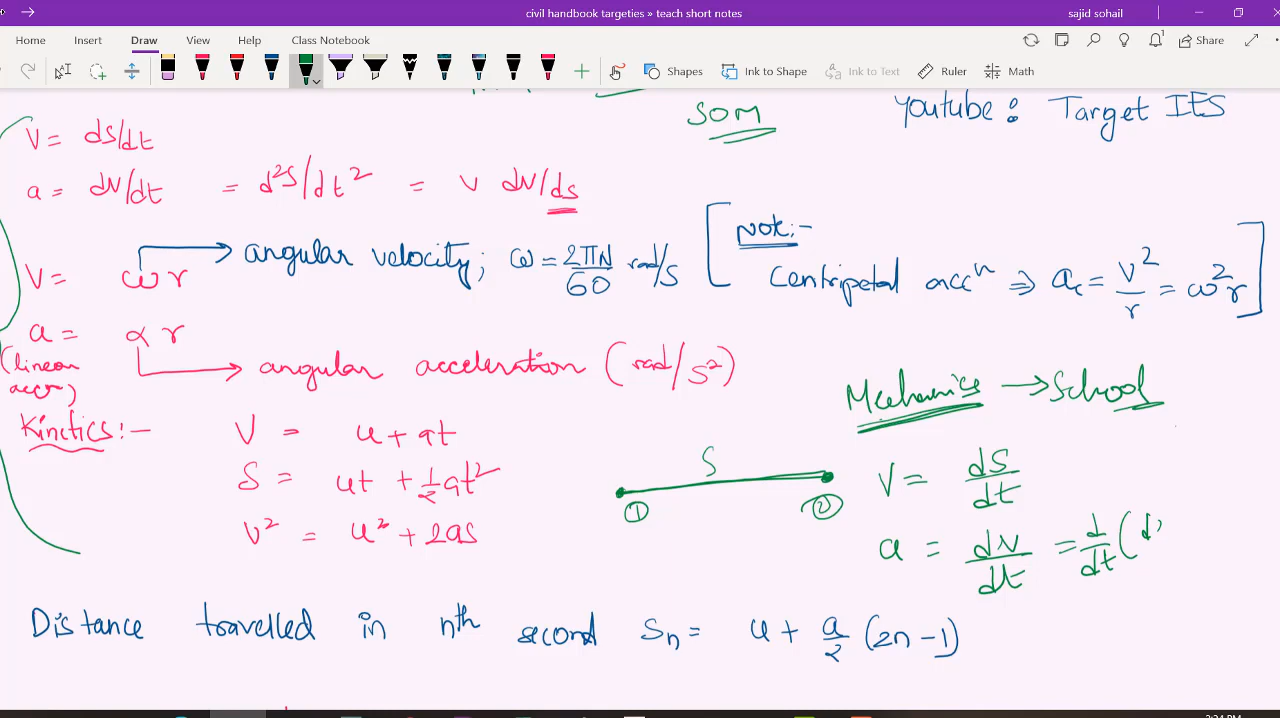 civil handbook targeties » teach short notes
sajid sohail
Home Insert Draw View Help Class Notebook
Share
Shapes Ink to Shape Ink to Text Ruler Math
SOM
Youtube : Target IES
V = dS/dt
a = dV/dt = d²S/dt² = V dV/ds
V = ωr
angular velocity; ω = 2πN/60 rad/s
Note:-
Centripetal accⁿ ⇒ ac = V²/r = ω²r
a = α r
(linear accⁿ)
angular acceleration (rad/s²)
Mechanics → School
Kinetics:-
V = u + at
S = ut + ½at²
V² = u² + 2as
S
① ②
V = dS/dt
a = dV/dt = d/dt (d
Distance travelled in nth second Sn = u + a/2 (2n - 1)